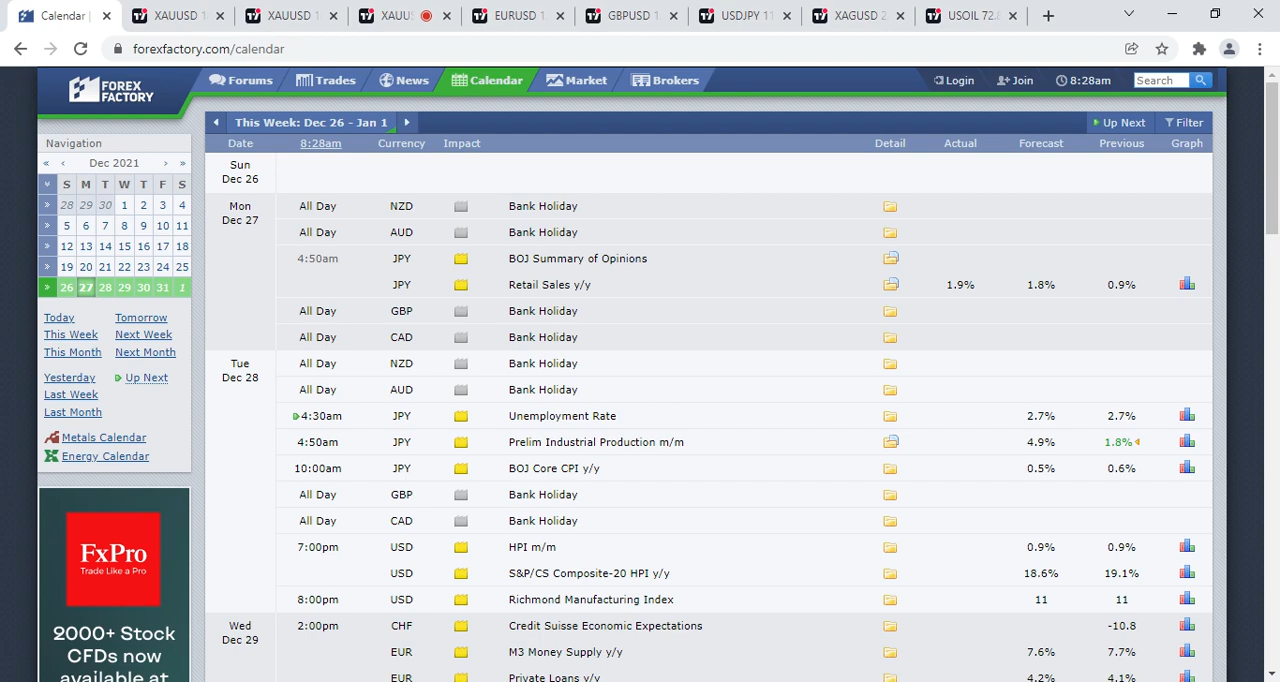 Calendar |
XAUUSD 1
XAUUSD 1
XAUUS
EURUSD 1
GBPUSD 1
USDJPY 11
XAGUSD 2
USOIL 72.8
forexfactory.com/calendar
FOREX FACTORY
Forums
Trades
News
Calendar
Market
Brokers
Login
Join
8:28am
Search
This Week: Dec 26 - Jan 1
Up Next
Filter
Date 8:28am Currency Impact Detail Actual Forecast Previous Graph
Navigation
« ‹ Dec 2021 › »
S M T W T F S
» 28 29 30 1 2 3 4
» 5 6 7 8 9 10 11
» 12 13 14 15 16 17 18
» 19 20 21 22 23 24 25
» 26 27 28 29 30 31 1
Today Tomorrow
This Week Next Week
This Month Next Month
Yesterday Up Next
Last Week
Last Month
Metals Calendar
Energy Calendar
FxPro
Trade Like a Pro
2000+ Stock
CFDs now
available at
Sun
Dec 26
Mon
Dec 27
All Day NZD Bank Holiday
All Day AUD Bank Holiday
4:50am JPY BOJ Summary of Opinions
JPY Retail Sales y/y 1.9% 1.8% 0.9%
All Day GBP Bank Holiday
All Day CAD Bank Holiday
Tue
Dec 28
All Day NZD Bank Holiday
All Day AUD Bank Holiday
4:30am JPY Unemployment Rate 2.7% 2.7%
4:50am JPY Prelim Industrial Production m/m 4.9% 1.8%
10:00am JPY BOJ Core CPI y/y 0.5% 0.6%
All Day GBP Bank Holiday
All Day CAD Bank Holiday
7:00pm USD HPI m/m 0.9% 0.9%
USD S&P/CS Composite-20 HPI y/y 18.6% 19.1%
8:00pm USD Richmond Manufacturing Index 11 11
Wed
Dec 29
2:00pm CHF Credit Suisse Economic Expectations -10.8
EUR M3 Money Supply y/y 7.6% 7.7%
EUR Private Loans y/y 4.2% 4.1%